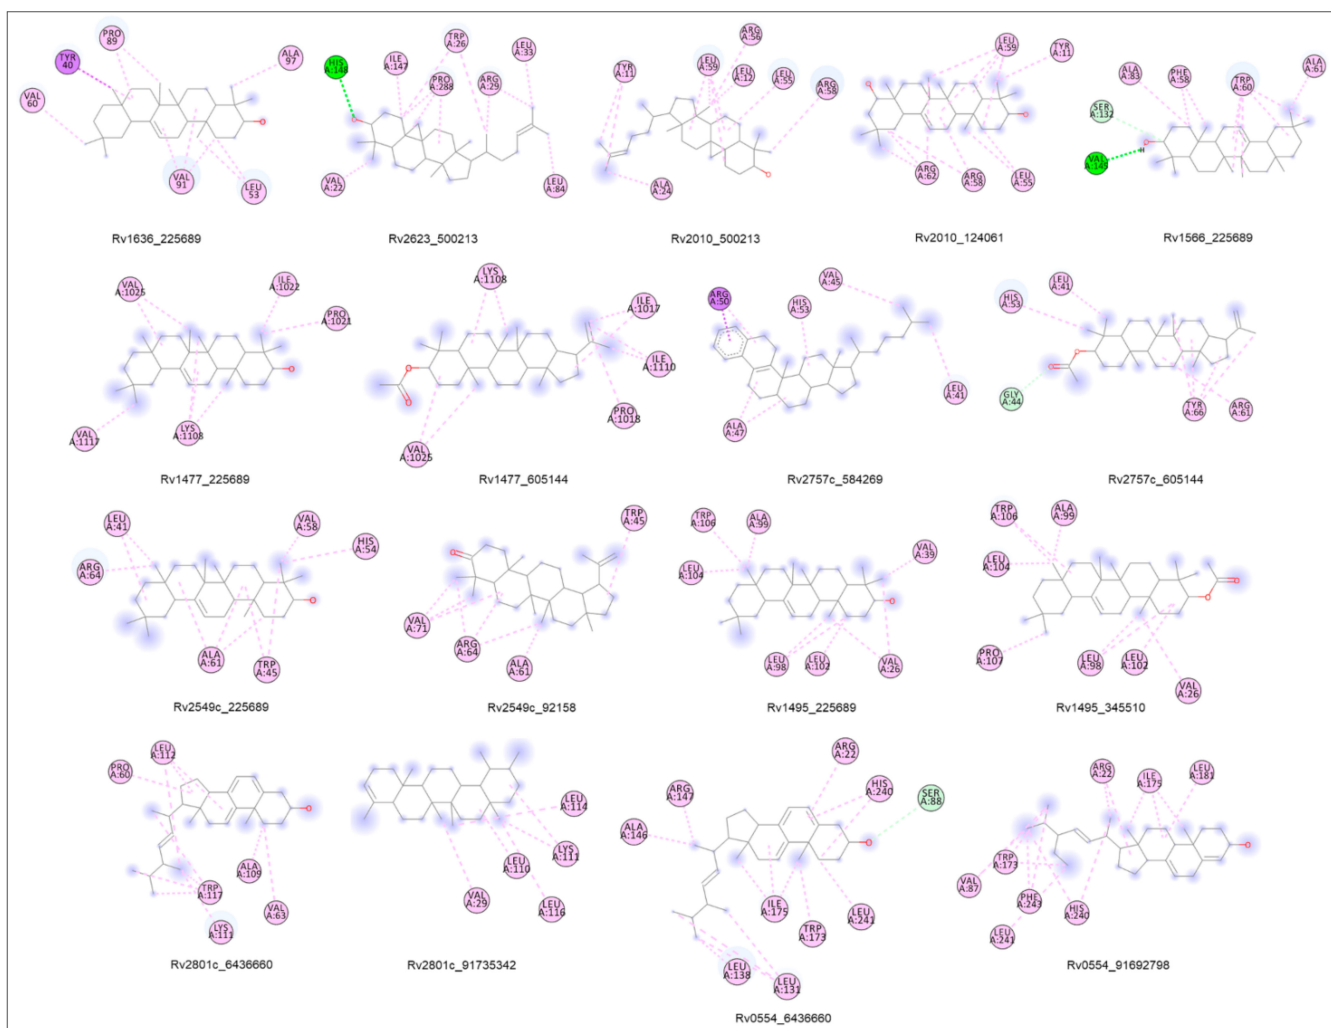 PRO
89
TYR
40
ALA
97
VAL
60
VAL
91
LEU
53
Rv1636_225689
HIS
A:148
ILE
A:147
TRP
A:26
LEU
A:33
PRO
A:288
ARG
A:29
VAL
A:22
LEU
A:84
Rv2623_500213
ARG
A:56
TYR
A:11
LEU
A:59
LEU
A:12
LEU
A:55
ARG
A:58
ALA
A:24
Rv2010_500213
LEU
A:59
TYR
A:11
ARG
A:62
ARG
A:58
LEU
A:55
Rv2010_124061
ALA
A:83
PHE
A:58
TRP
A:60
ALA
A:61
SER
A:132
VAL
H
Rv1566_225689
VAL
A:1025
ILE
A:1022
PRO
A:1021
VAL
A:1117
LYS
A:1108
Rv1477_225689
LYS
A:1108
ILE
A:1017
ILE
A:1110
PRO
A:1018
VAL
A:1025
O
O
Rv1477_605144
ARG
A:50
HIS
A:53
VAL
A:45
LEU
A:41
ALA
A:47
Rv2757c_584269
HIS
A:53
LEU
A:41
GLY
A:44
TYR
A:66
ARG
A:61
O
O
Rv2757c_605144
LEU
A:41
VAL
A:58
HIS
A:54
ARG
A:64
ALA
A:61
TRP
A:45
O
Rv2549c_225689
TRP
A:45
O
VAL
A:71
ARG
A:64
ALA
A:61
Rv2549c_92158
TRP
A:106
ALA
A:99
VAL
A:39
LEU
A:104
O
LEU
A:98
LEU
A:102
VAL
A:26
Rv1495_225689
TRP
A:106
ALA
A:99
LEU
A:104
O
O
PRO
A:107
LEU
A:98
LEU
A:102
VAL
A:26
Rv1495_345510
LEU
A:112
PRO
A:60
O
ALA
A:109
TRP
A:117
VAL
A:63
LYS
A:111
Rv2801c_6436660
LEU
A:114
LYS
A:111
LEU
A:110
VAL
A:29
LEU
A:116
Rv2801c_91735342
ARG
A:22
ARG
A:147
HIS
A:240
SER
A:88
ALA
A:146
O
ILE
A:175
LEU
A:241
TRP
A:173
LEU
A:138
LEU
A:131
Rv0554_6436660
ARG
A:22
ILE
A:175
LEU
A:181
O
TRP
A:173
VAL
A:87
PHE
A:243
HIS
A:240
LEU
A:241
Rv0554_91692798